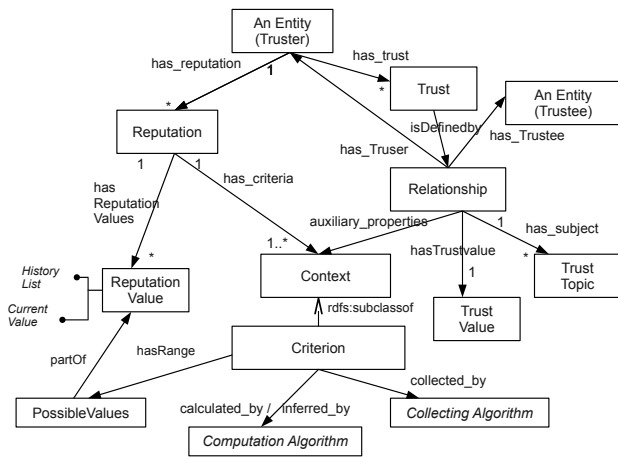 An Entity
(Truster)
has_reputation
1
has_trust
*
*
Trust
An Entity
(Trustee)
Reputation
isDefinedby
has_Trustee
has_Truser
1
1
has_criteria
Relationship
has
Reputation
Values
auxiliary_properties
1
has_subject
1..*
hasTrustvalue
*
History
List
Reputation
Value
Context
1
*
Trust
Topic
Current
Value
rdfs:subclassof
Trust
Value
partOf
hasRange
Criterion
collected_by
PossibleValues
calculated_by / inferred_by
Collecting Algorithm
Computation Algorithm